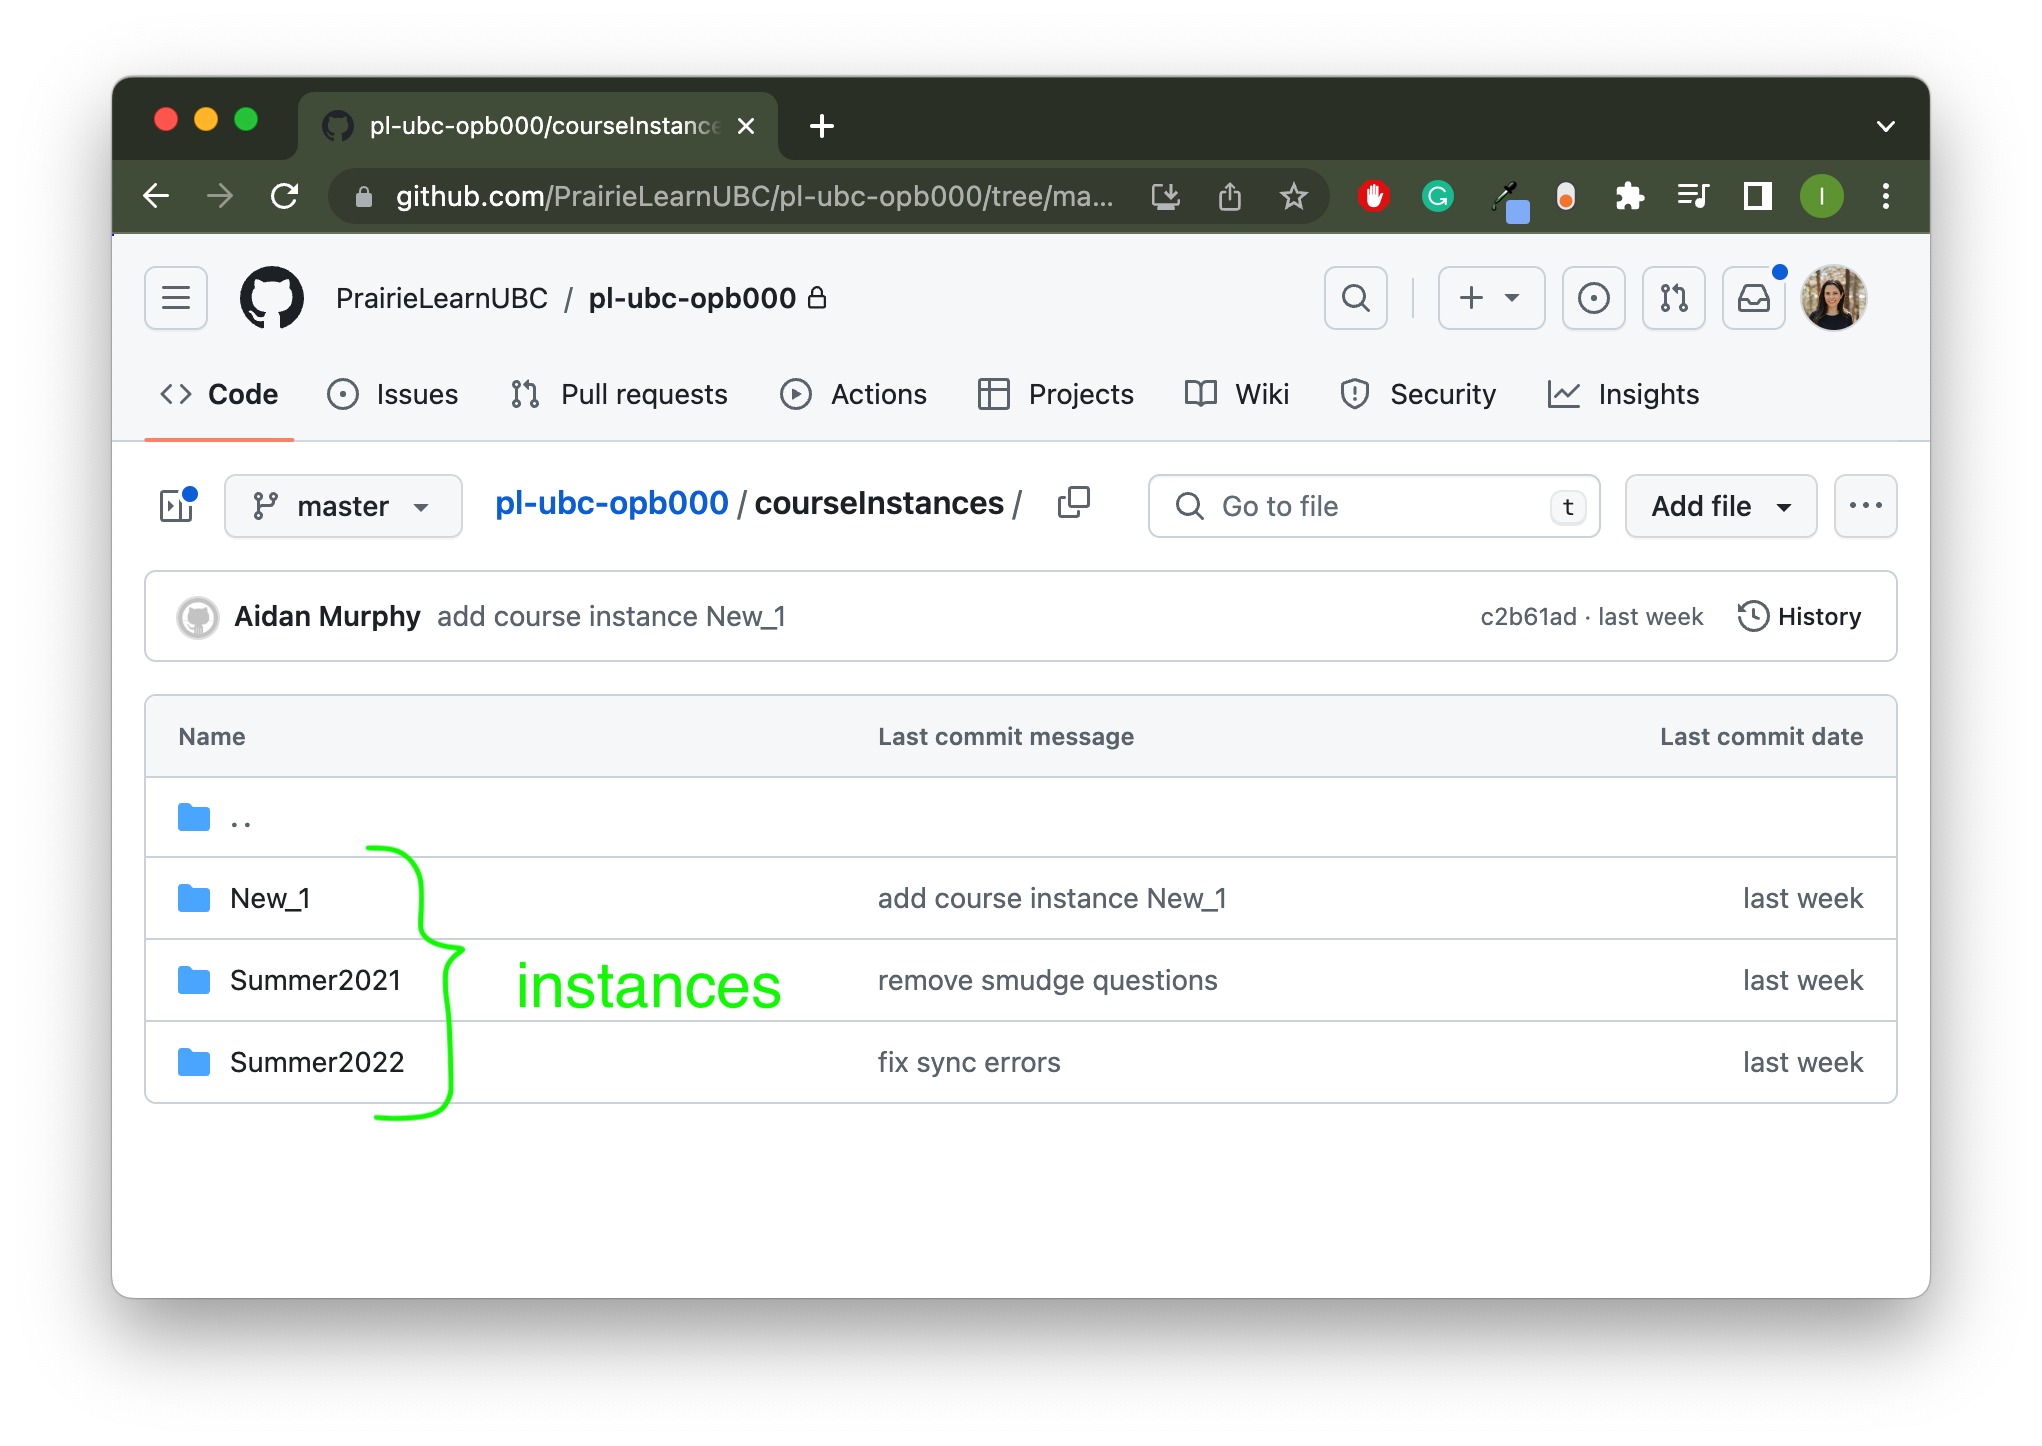 pl-ubc-opb000/courseInstance
github.com/PrairieLearnUBC/pl-ubc-opb000/tree/ma...
I
PrairieLearnUBC / pl-ubc-opb000
Code Issues Pull requests Actions Projects Wiki Security Insights
master pl-ubc-opb000 / courseInstances / Go to file t Add file
Aidan Murphy add course instance New_1 c2b61ad · last week History
Name Last commit message Last commit date
..
New_1 add course instance New_1 last week
Summer2021 remove smudge questions last week
instances
Summer2022 fix sync errors last week